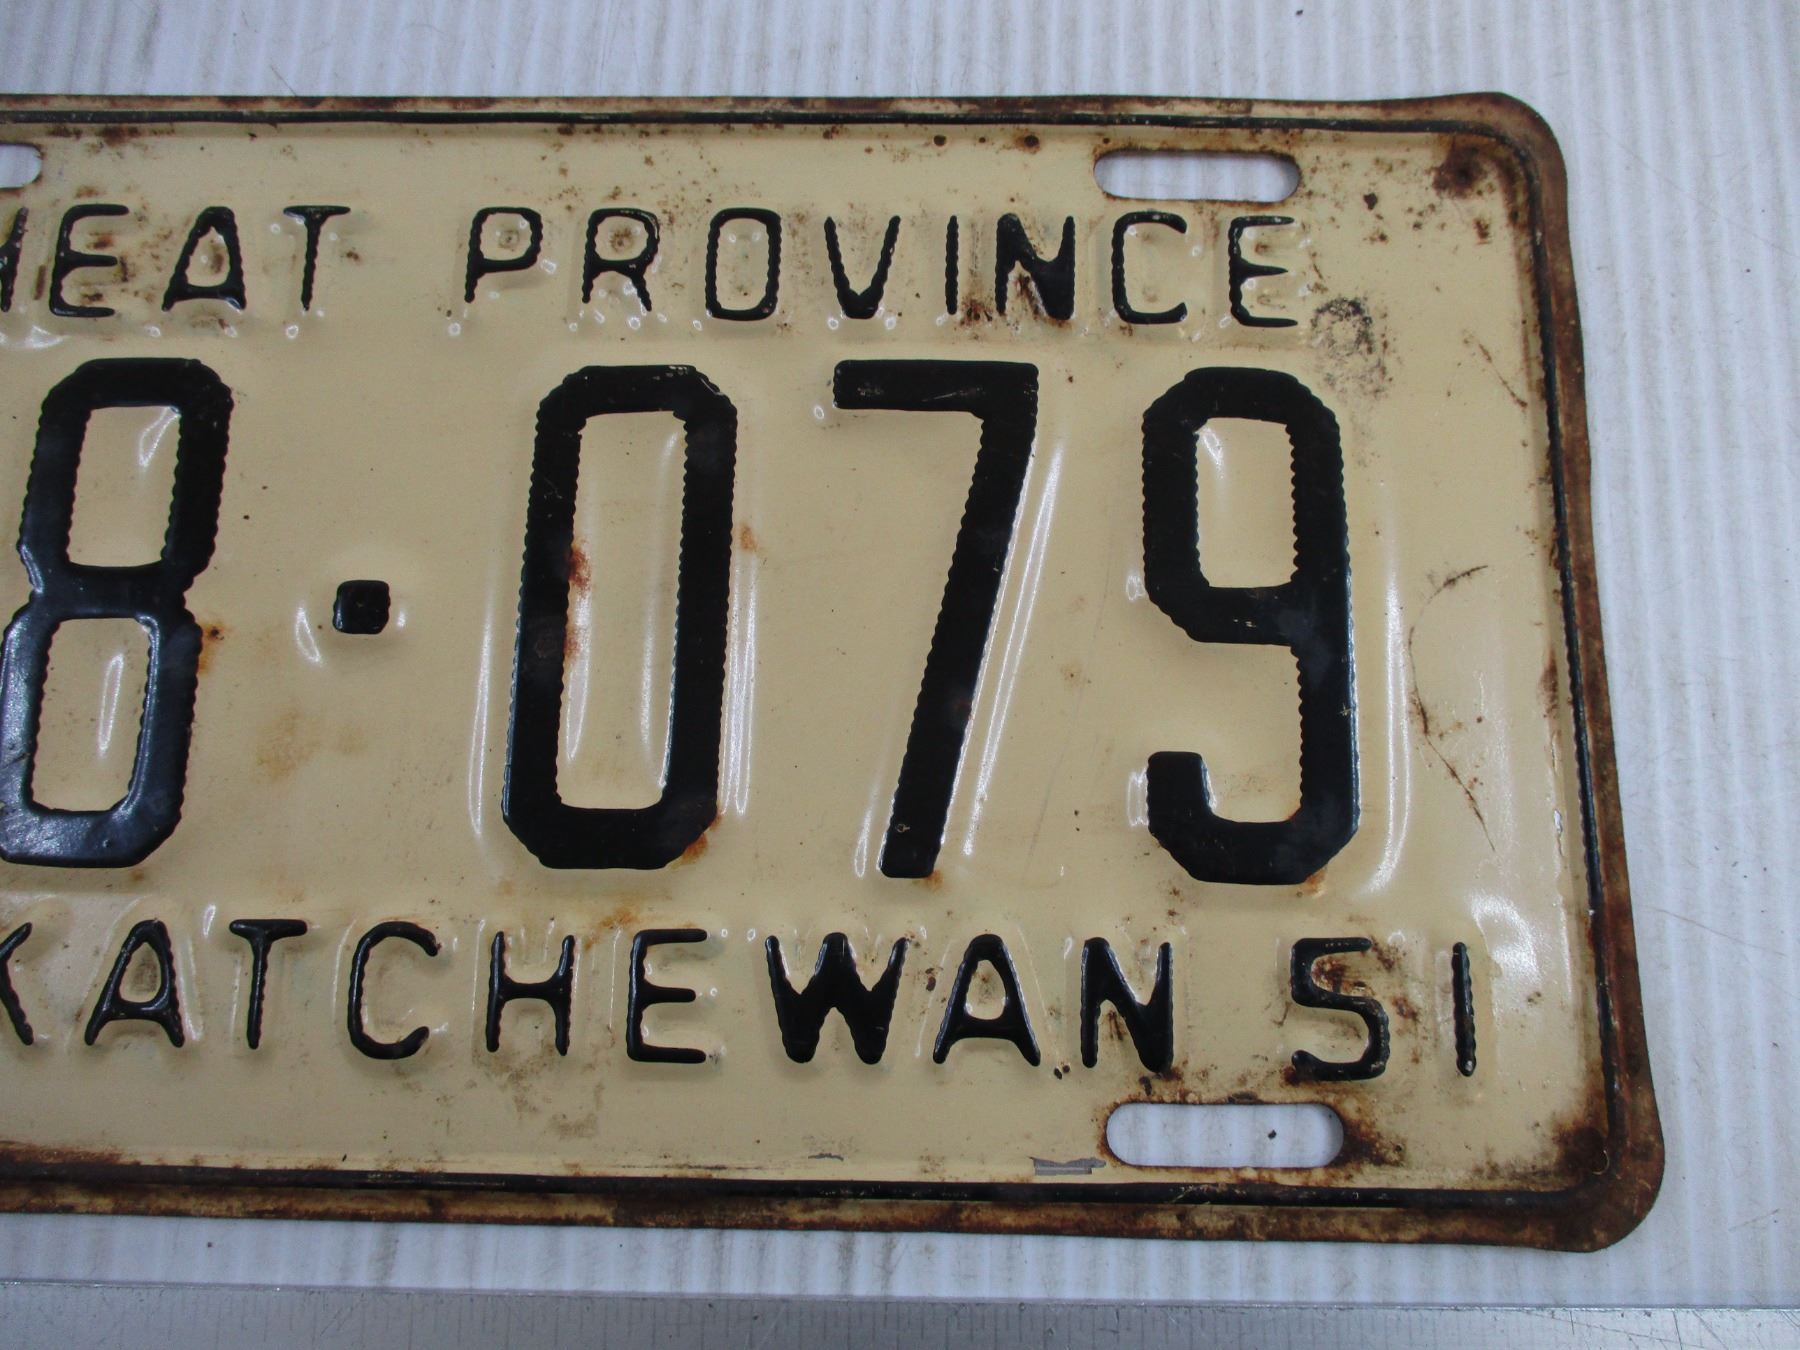 HEAT PROVINCE
8·079
KATCHEWAN 51